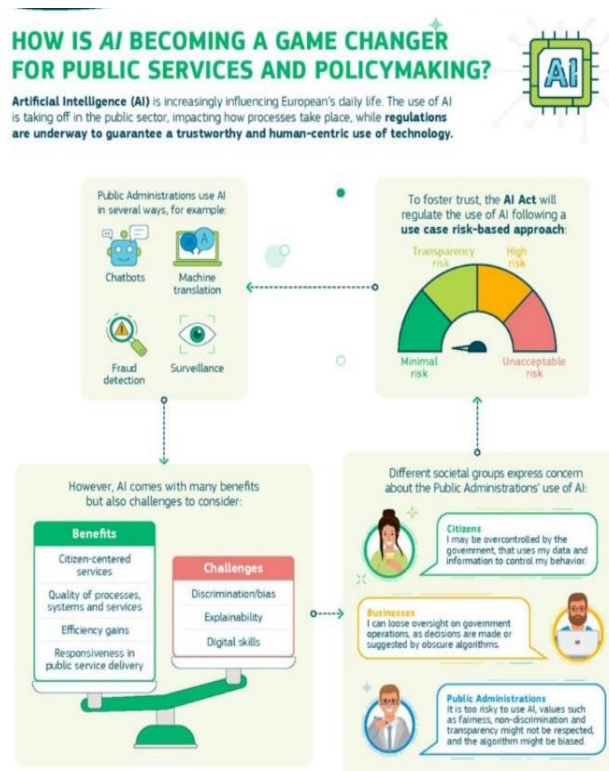 HOW IS AI BECOMING A GAME CHANGER
FOR PUBLIC SERVICES AND POLICYMAKING?
AI
Artificial Intelligence (AI) is increasingly influencing European's daily life. The use of AI
is taking off in the public sector, impacting how processes take place, while regulations
are underway to guarantee a trustworthy and human-centric use of technology.
Public Administrations use AI
in several ways, for example:
Chatbots
Machine
translation
Fraud
detection
Surveillance
To foster trust, the AI Act will
regulate the use of AI following a
use case risk-based approach:
Transparency
risk
High
risk
Minimal
risk
Unacceptable
risk
However, AI comes with many benefits
but also challenges to consider:
Benefits
Citizen-centered
services
Quality of processes,
systems and services
Efficiency gains
Responsiveness in
public service delivery
Challenges
Discrimination/bias
Explainability
Digital skills
Different societal groups express concern
about the Public Administrations' use of AI:
Citizens
I may be overcontrolled by the
government, that uses my data and
information to control my behavior.
Businesses
I can loose oversight on government
operations, as decisions are made or
suggested by obscure algorithms.
Public Administrations
It is too risky to use AI, values such
as fairness, non-discrimination and
transparency might not be respected,
and the algorithm might be biased.